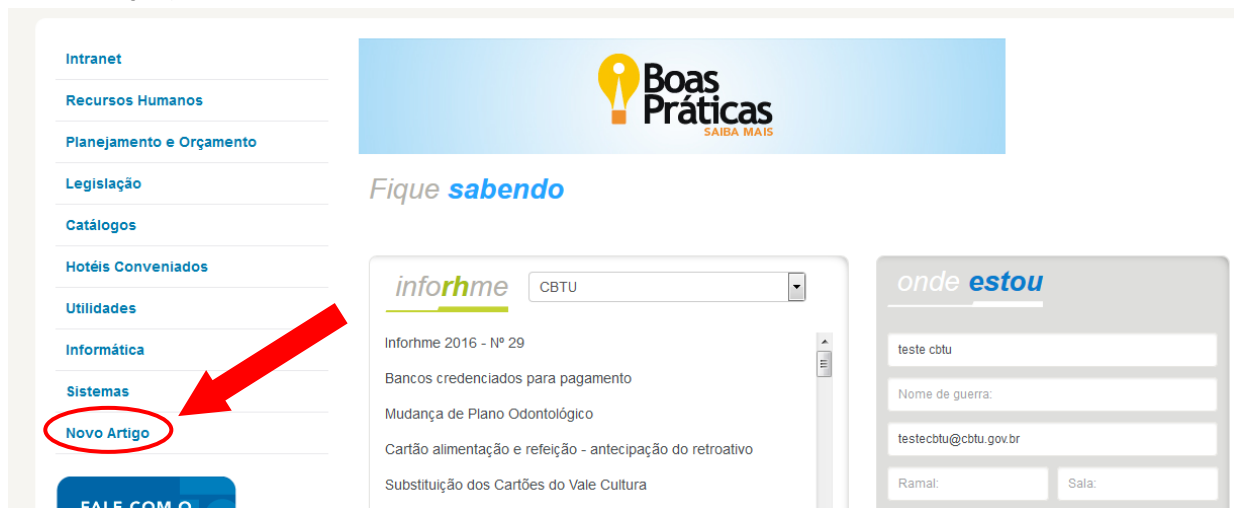 Intranet
Recursos Humanos
Planejamento e Orçamento
Legislação
Catálogos
Hotéis Conveniados
Utilidades
Informática
Sistemas
Novo Artigo
FALE COM O
Boas
Práticas
SAIBA MAIS
Fique sabendo
inforhme
CBTU
Inforhme 2016 - Nº 29
Bancos credenciados para pagamento
Mudança de Plano Odontológico
Cartão alimentação e refeição - antecipação do retroativo
Substituição dos Cartões do Vale Cultura
onde estou
teste cbtu
Nome de guerra:
testecbtu@cbtu.gov.br
Ramal:
Sala: